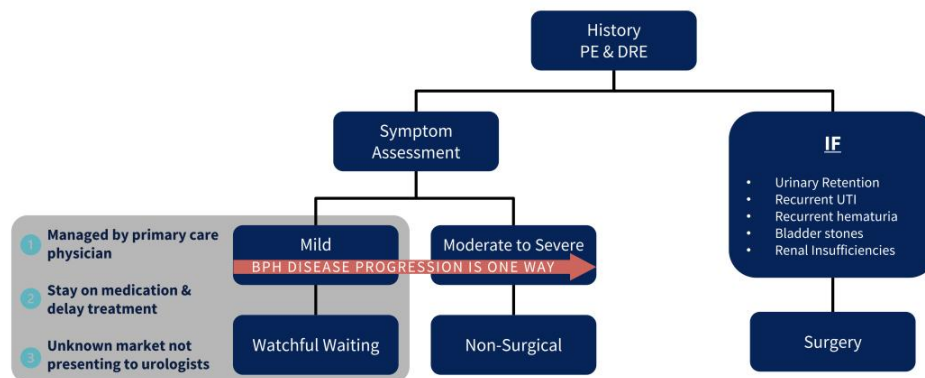 History
PE & DRE
Symptom
Assessment
IF
• Urinary Retention
• Recurrent UTI
• Recurrent hematuria
• Bladder stones
• Renal Insufficiencies
1 Managed by primary care
physician
2 Stay on medication &
delay treatment
3 Unknown market not
presenting to urologists
Mild
Moderate to Severe
BPH DISEASE PROGRESSION IS ONE WAY
Watchful Waiting
Non-Surgical
Surgery